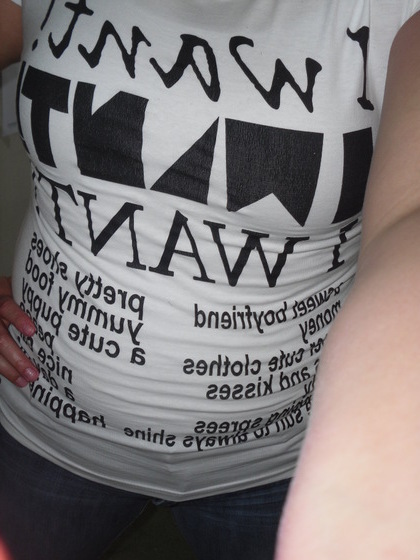 I want!
I WANT
I WANT
sweet boyfriend pretty shoes
money yummy food
cute clothes a cute puppy
and kisses nice
sprees a
sun to always shine